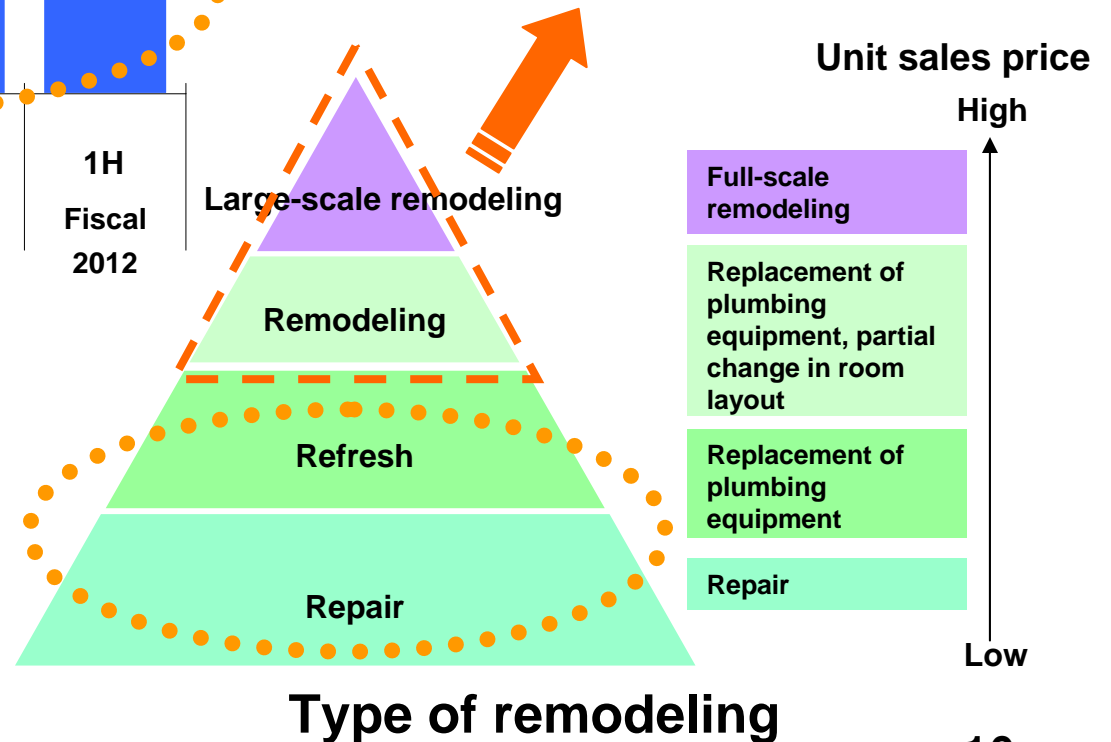 Unit sales price
High
1H
Fiscal
2012
Large-scale remodeling
Remodeling
Refresh
Repair
Full-scale
remodeling
Replacement of
plumbing
equipment, partial
change in room
layout
Replacement of
plumbing
equipment
Repair
Low
Type of remodeling